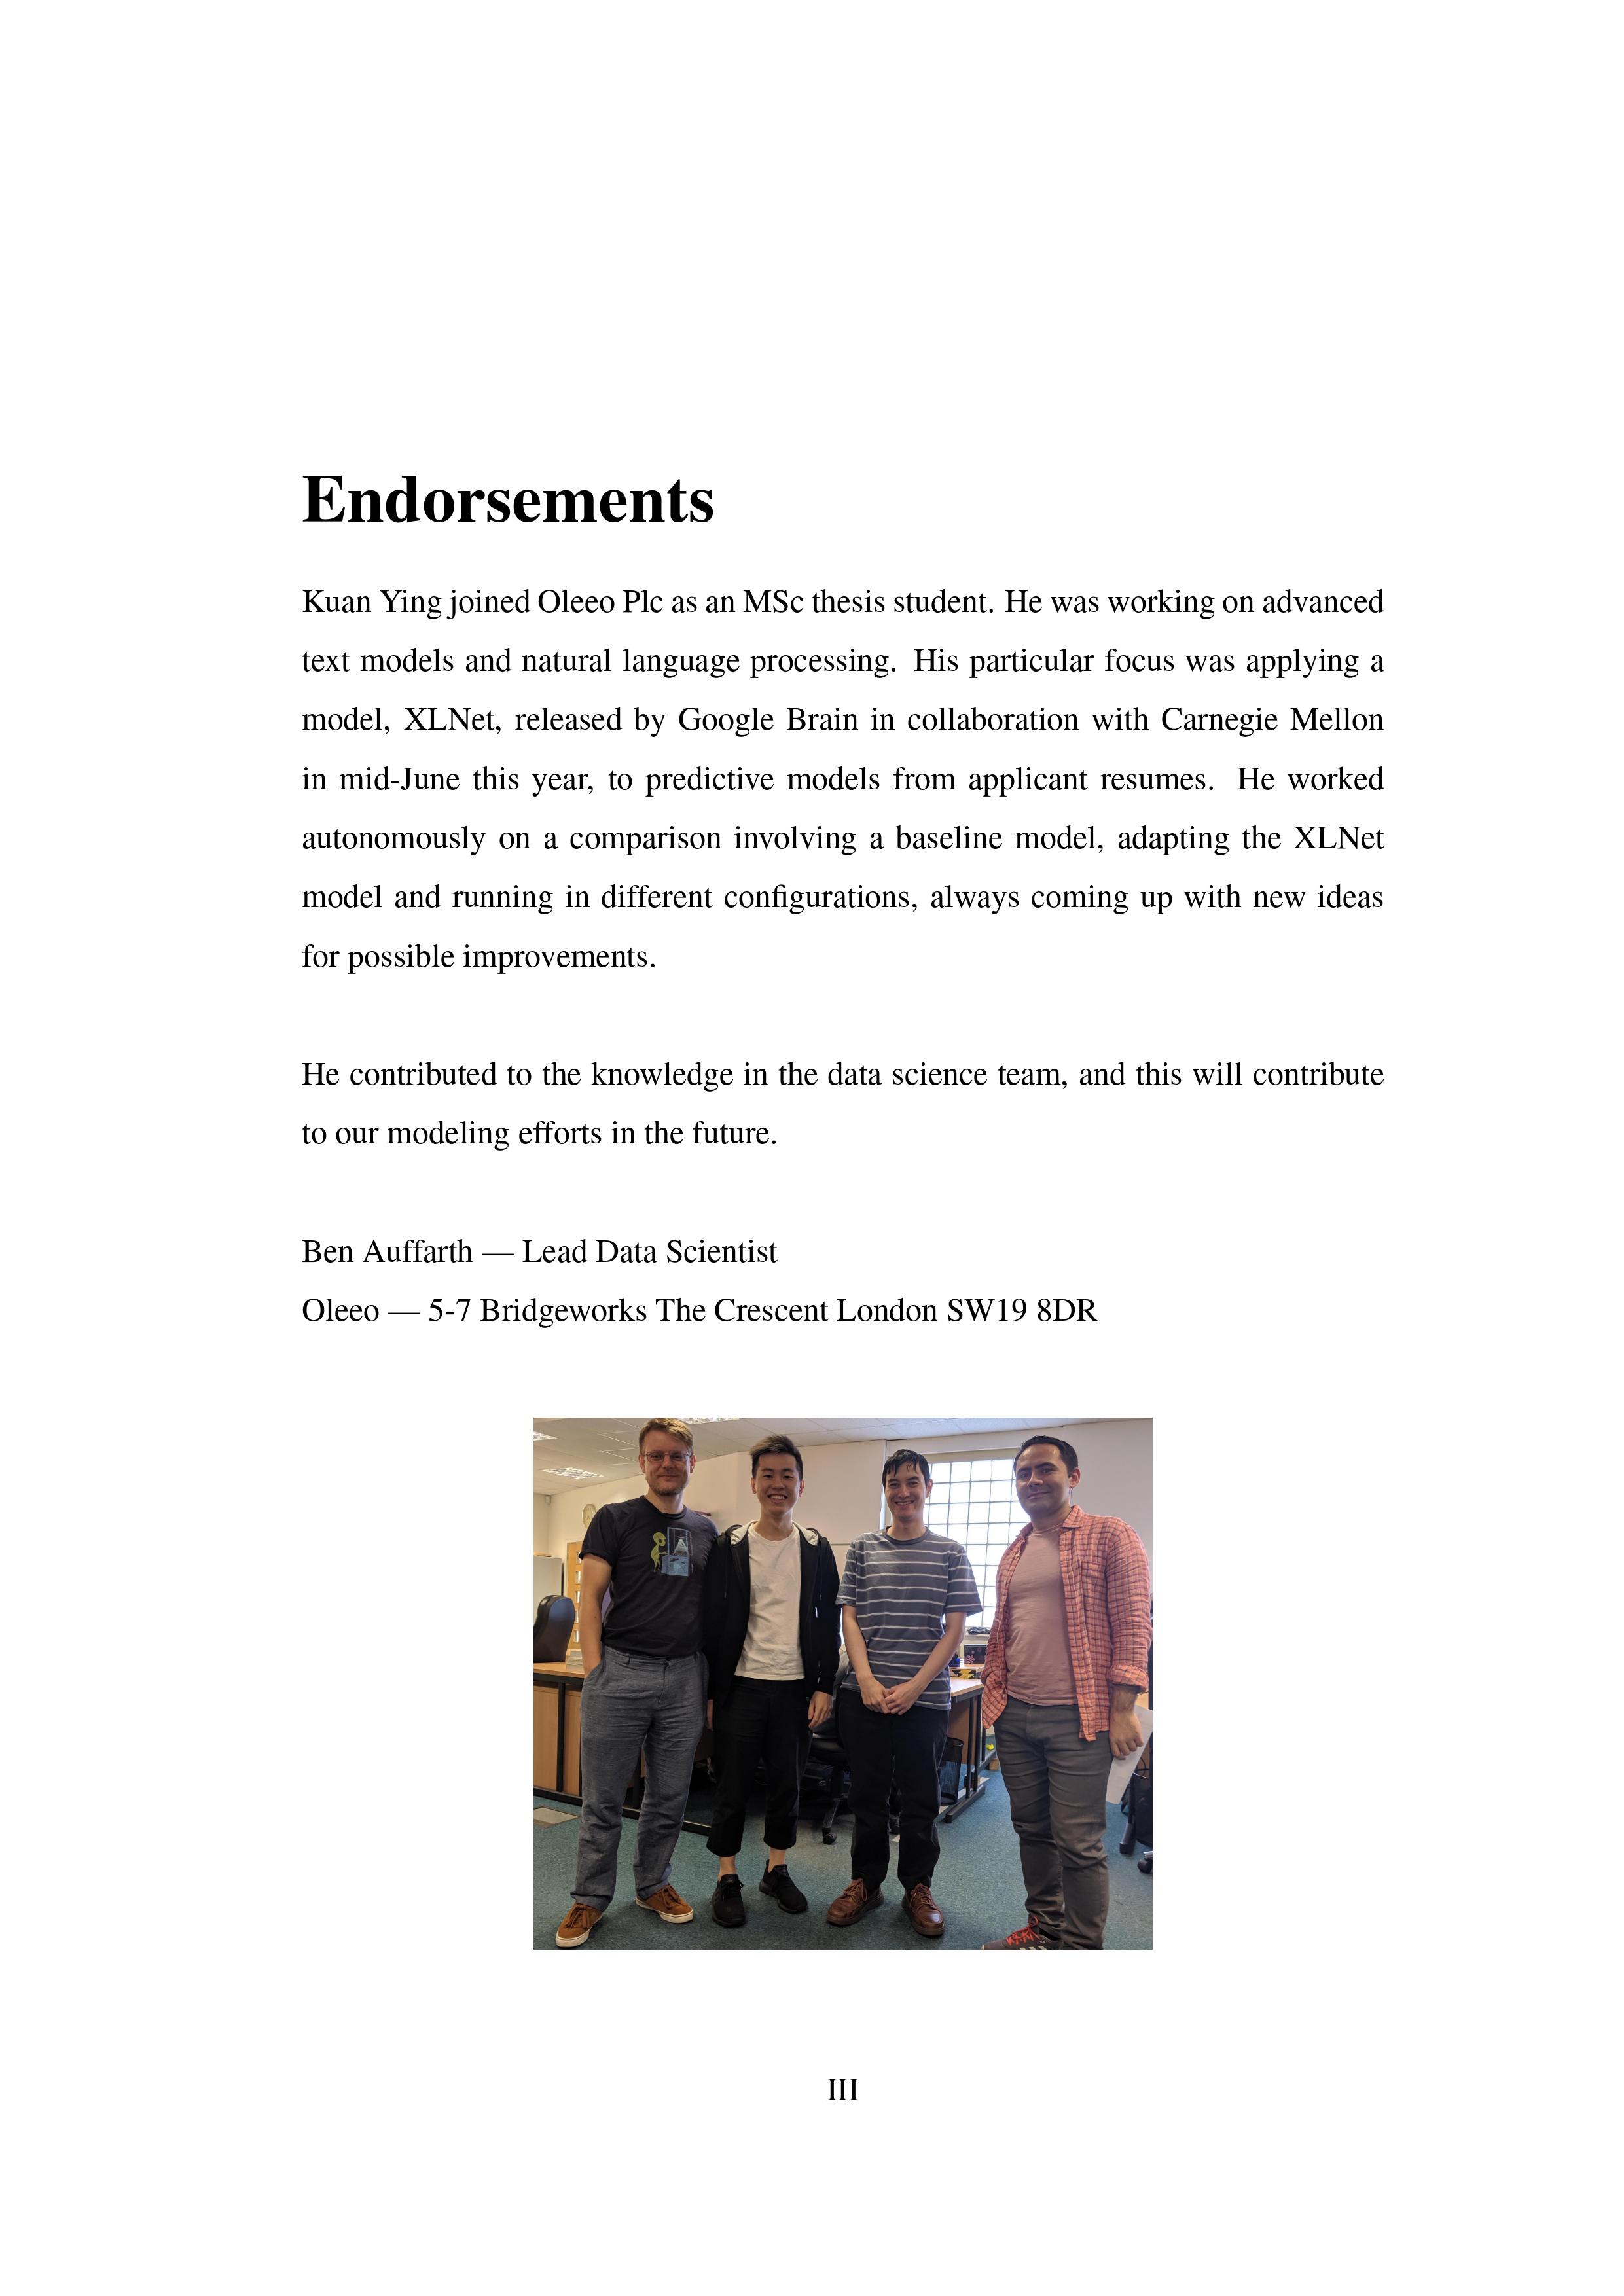 Endorsements
Kuan Ying joined Oleeo Plc as an MSc thesis student. He was working on advanced
text models and natural language processing. His particular focus was applying a
model, XLNet, released by Google Brain in collaboration with Carnegie Mellon
in mid-June this year, to predictive models from applicant resumes. He worked
autonomously on a comparison involving a baseline model, adapting the XLNet
model and running in different configurations, always coming up with new ideas
for possible improvements.
He contributed to the knowledge in the data science team, and this will contribute
to our modeling efforts in the future.
Ben Auffarth — Lead Data Scientist
Oleeo — 5-7 Bridgeworks The Crescent London SW19 8DR
III